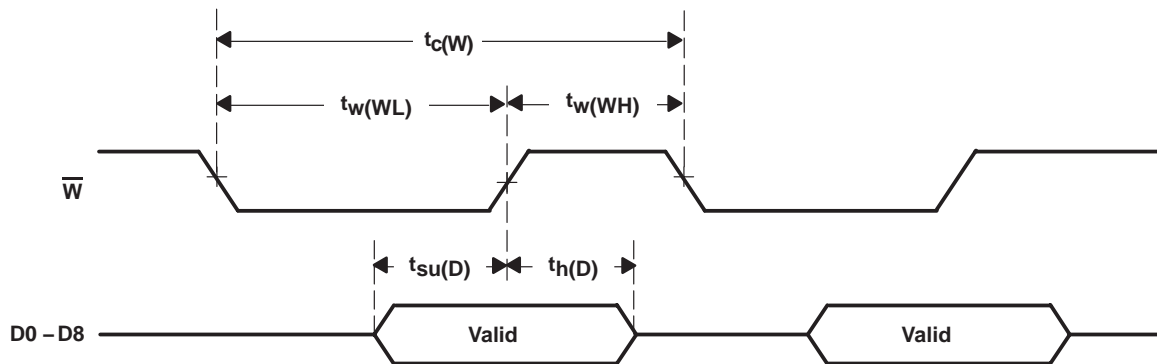 tc(W)
tw(WL) tw(WH)
W̅
tsu(D) th(D)
D0 – D8 Valid Valid